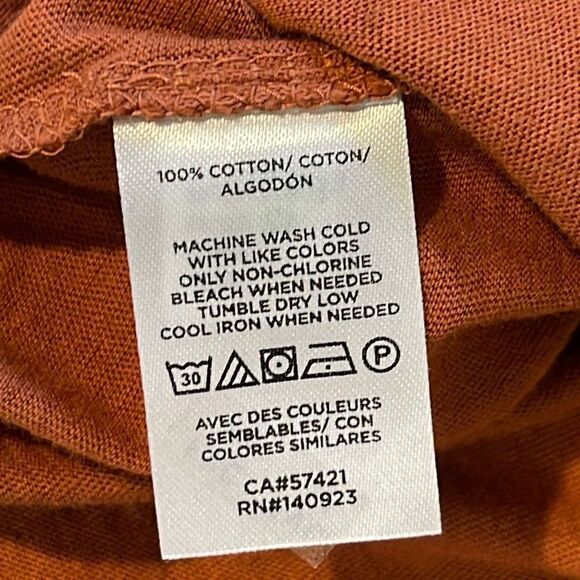 100% COTTON/ COTON/
ALGODÓN
MACHINE WASH COLD
WITH LIKE COLORS
ONLY NON-CHLORINE
BLEACH WHEN NEEDED
TUMBLE DRY LOW
COOL IRON WHEN NEEDED
30 P
AVEC DES COULEURS
SEMBLABLES/ CON
COLORES SIMILARES
CA#57421
RN#140923